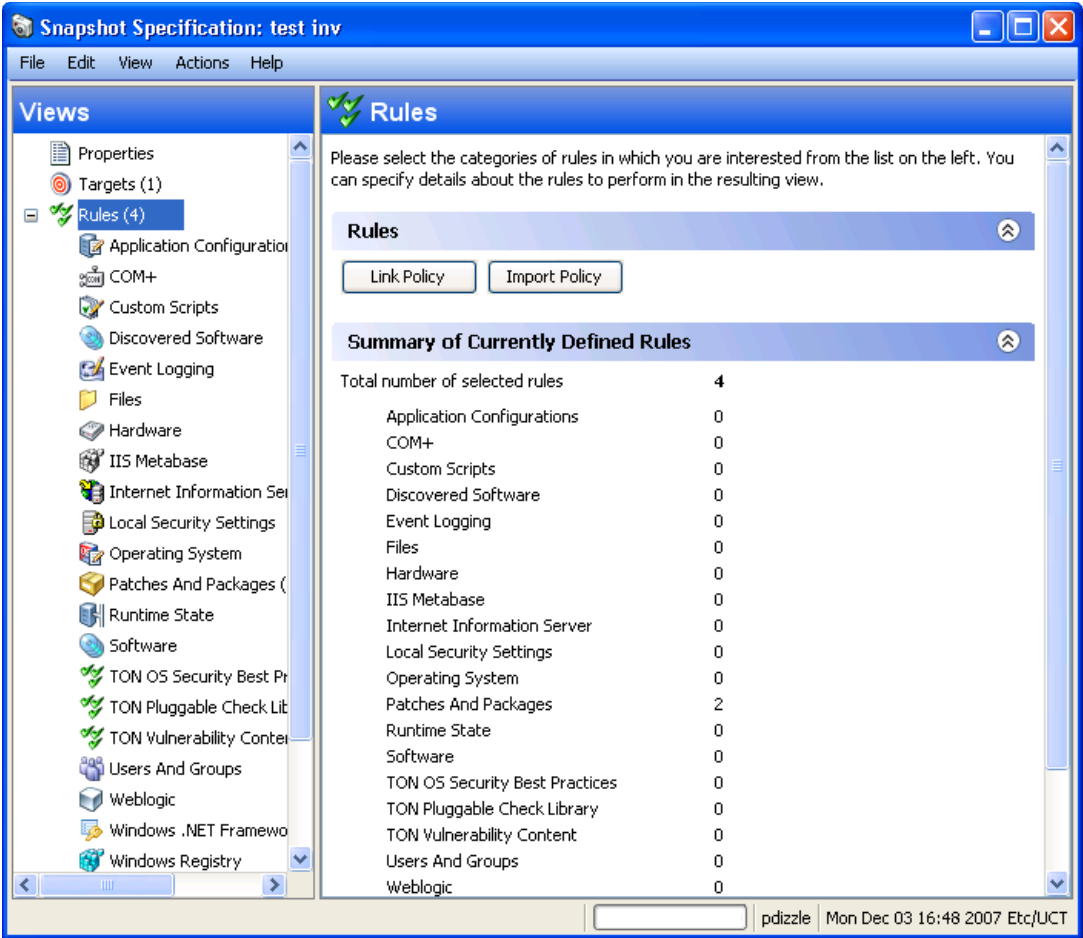 Snapshot Specification: test inv
File Edit View Actions Help
Views
Properties
Targets (1)
Rules (4)
Application Configuration
COM+
Custom Scripts
Discovered Software
Event Logging
Files
Hardware
IIS Metabase
Internet Information Ser
Local Security Settings
Operating System
Patches And Packages (
Runtime State
Software
TON OS Security Best Pr
TON Pluggable Check Lib
TON Vulnerability Conten
Users And Groups
Weblogic
Windows .NET Framewo
Windows Registry
Rules
Please select the categories of rules in which you are interested from the list on the left. You
can specify details about the rules to perform in the resulting view.
Rules
Link Policy Import Policy
Summary of Currently Defined Rules
Total number of selected rules 4
Application Configurations 0
COM+ 0
Custom Scripts 0
Discovered Software 0
Event Logging 0
Files 0
Hardware 0
IIS Metabase 0
Internet Information Server 0
Local Security Settings 0
Operating System 0
Patches And Packages 2
Runtime State 0
Software 0
TON OS Security Best Practices 0
TON Pluggable Check Library 0
TON Vulnerability Content 0
Users And Groups 0
Weblogic 0
pdizzle Mon Dec 03 16:48 2007 Etc/UCT